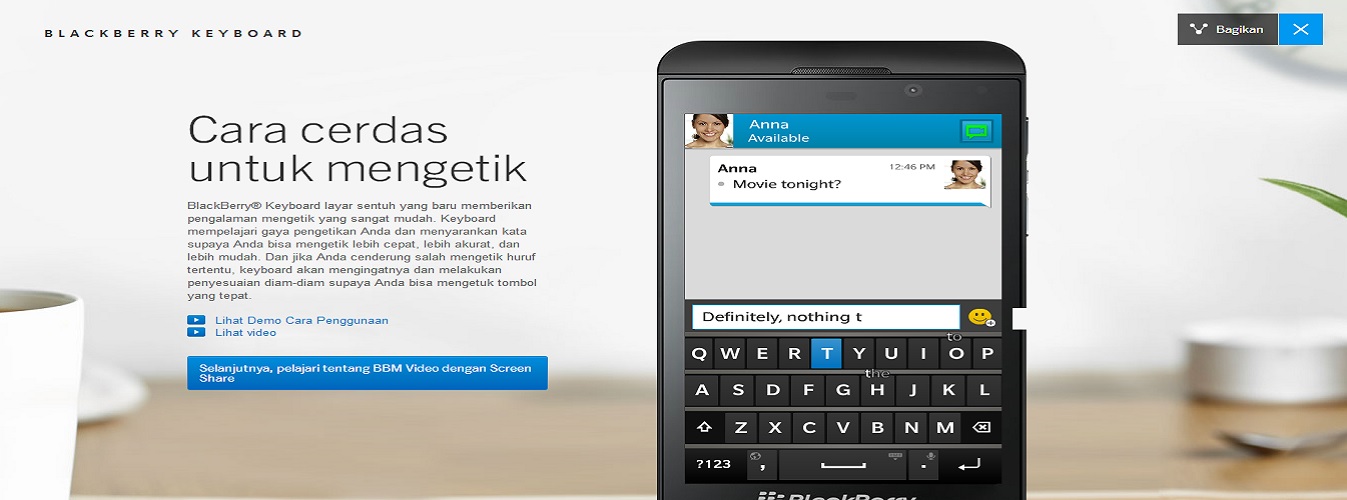 BLACKBERRY KEYBOARD
Bagikan
Cara cerdas
untuk mengetik
BlackBerry® Keyboard layar sentuh yang baru memberikan
pengalaman mengetik yang sangat mudah. Keyboard
mempelajari gaya pengetikan Anda dan menyarankan kata
supaya Anda bisa mengetik lebih cepat, lebih akurat, dan
lebih mudah. Dan jika Anda cenderung salah mengetik huruf
tertentu, keyboard akan mengingatnya dan melakukan
penyesuaian diam-diam supaya Anda bisa mengetuk tombol
yang tepat.
Lihat Demo Cara Penggunaan
Lihat video
Selanjutnya, pelajari tentang BBM Video dengan Screen
Share
Anna
Available
Anna 12:46 PM
Movie tonight?
Definitely, nothing t
to
Q W E R T Y U I O P
the
A S D F G H J K L
Z X C V B N M
?123 , .
BlackBerry